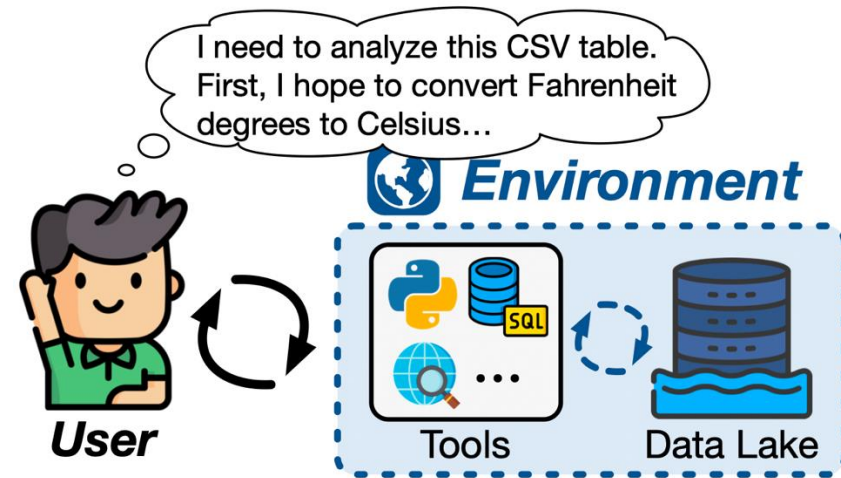 I need to analyze this CSV table.
First, I hope to convert Fahrenheit
degrees to Celsius…
Environment
SQL
...
User
Tools
Data Lake